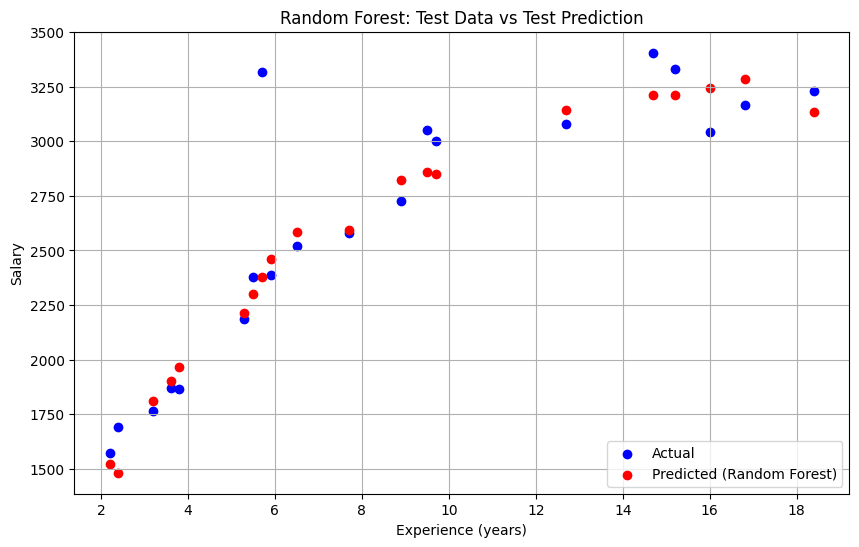 Random Forest: Test Data vs Test Prediction
3500
3250
3000
2750
2500
2250
2000
1750
1500
Salary
2 4 6 8 10 12 14 16 18
Experience (years)
Actual
Predicted (Random Forest)